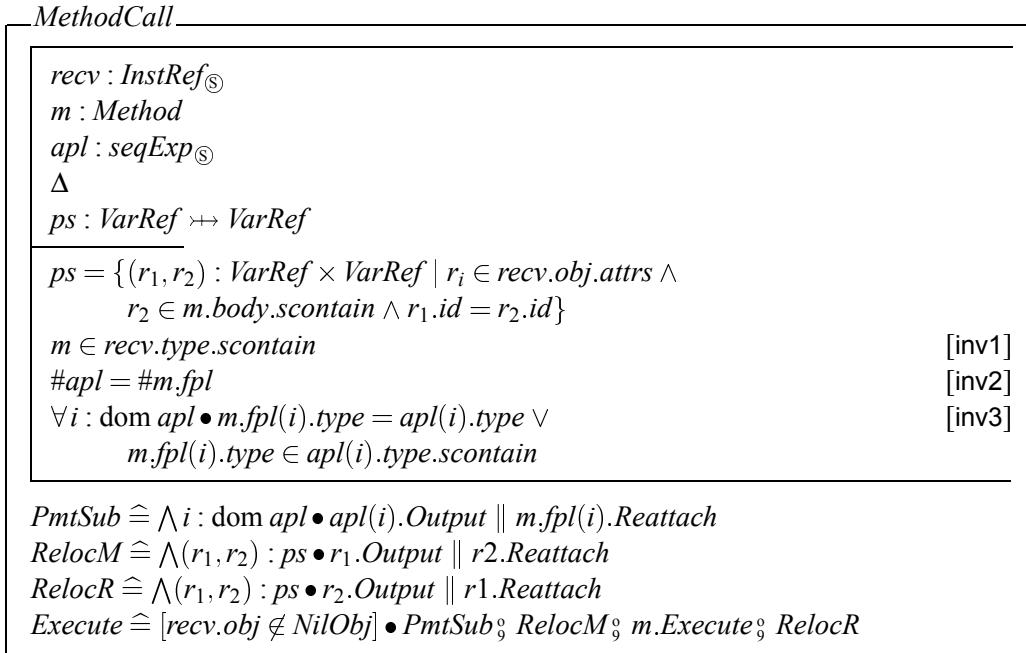 MethodCall
recv : InstRefⓈ
m : Method
apl : seqExpⓈ
Δ
ps : VarRef ⤖ VarRef
ps = {(r₁, r₂) : VarRef × VarRef | rᵢ ∈ recv.obj.attrs ∧
r₂ ∈ m.body.scontain ∧ r₁.id = r₂.id}
m ∈ recv.type.scontain [inv1]
#apl = #m.fpl [inv2]
∀i : dom apl • m.fpl(i).type = apl(i).type ∨ [inv3]
m.fpl(i).type ∈ apl(i).type.scontain
PmtSub ≙ ⋀ i : dom apl • apl(i).Output ∥ m.fpl(i).Reattach
RelocM ≙ ⋀(r₁, r₂) : ps • r₁.Output ∥ r2.Reattach
RelocR ≙ ⋀(r₁, r₂) : ps • r₂.Output ∥ r1.Reattach
Execute ≙ [recv.obj ∉ NilObj] • PmtSub⨟ RelocM⨟ m.Execute⨟ RelocR